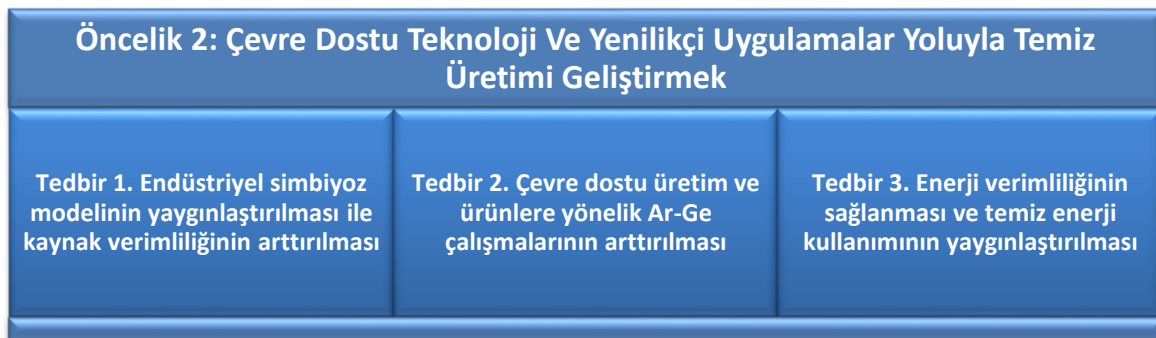 Öncelik 2: Çevre Dostu Teknoloji Ve Yenilikçi Uygulamalar Yoluyla Temiz
Üretimi Geliştirmek
Tedbir 1. Endüstriyel simbiyoz
modelinin yaygınlaştırılması ile
kaynak verimliliğinin arttırılması
Tedbir 2. Çevre dostu üretim ve
ürünlere yönelik Ar-Ge
çalışmalarının arttırılması
Tedbir 3. Enerji verimliliğinin
sağlanması ve temiz enerji
kullanımının yaygınlaştırılması